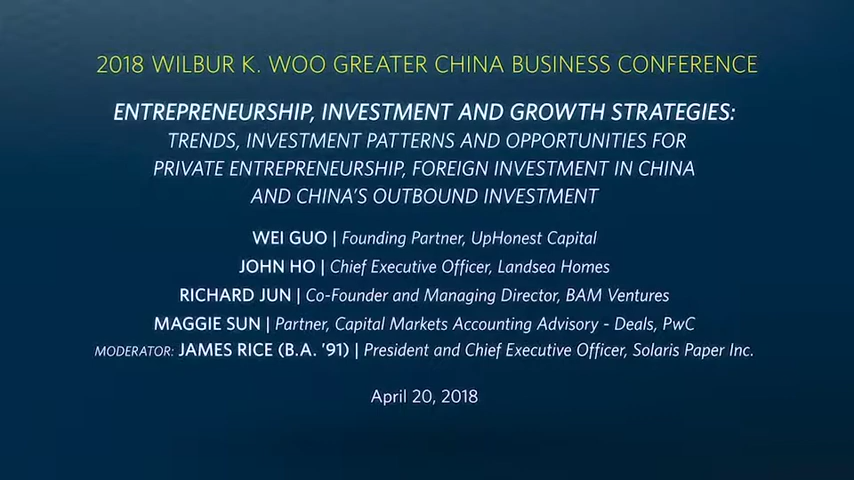 2018 WILBUR K. WOO GREATER CHINA BUSINESS CONFERENCE
ENTREPRENEURSHIP, INVESTMENT AND GROWTH STRATEGIES:
TRENDS, INVESTMENT PATTERNS AND OPPORTUNITIES FOR
PRIVATE ENTREPRENEURSHIP, FOREIGN INVESTMENT IN CHINA
AND CHINA'S OUTBOUND INVESTMENT
WEI GUO | Founding Partner, UpHonest Capital
JOHN HO | Chief Executive Officer, Landsea Homes
RICHARD JUN | Co-Founder and Managing Director, BAM Ventures
MAGGIE SUN | Partner, Capital Markets Accounting Advisory - Deals, PwC
MODERATOR: JAMES RICE (B.A. '91) | President and Chief Executive Officer, Solaris Paper Inc.
April 20, 2018